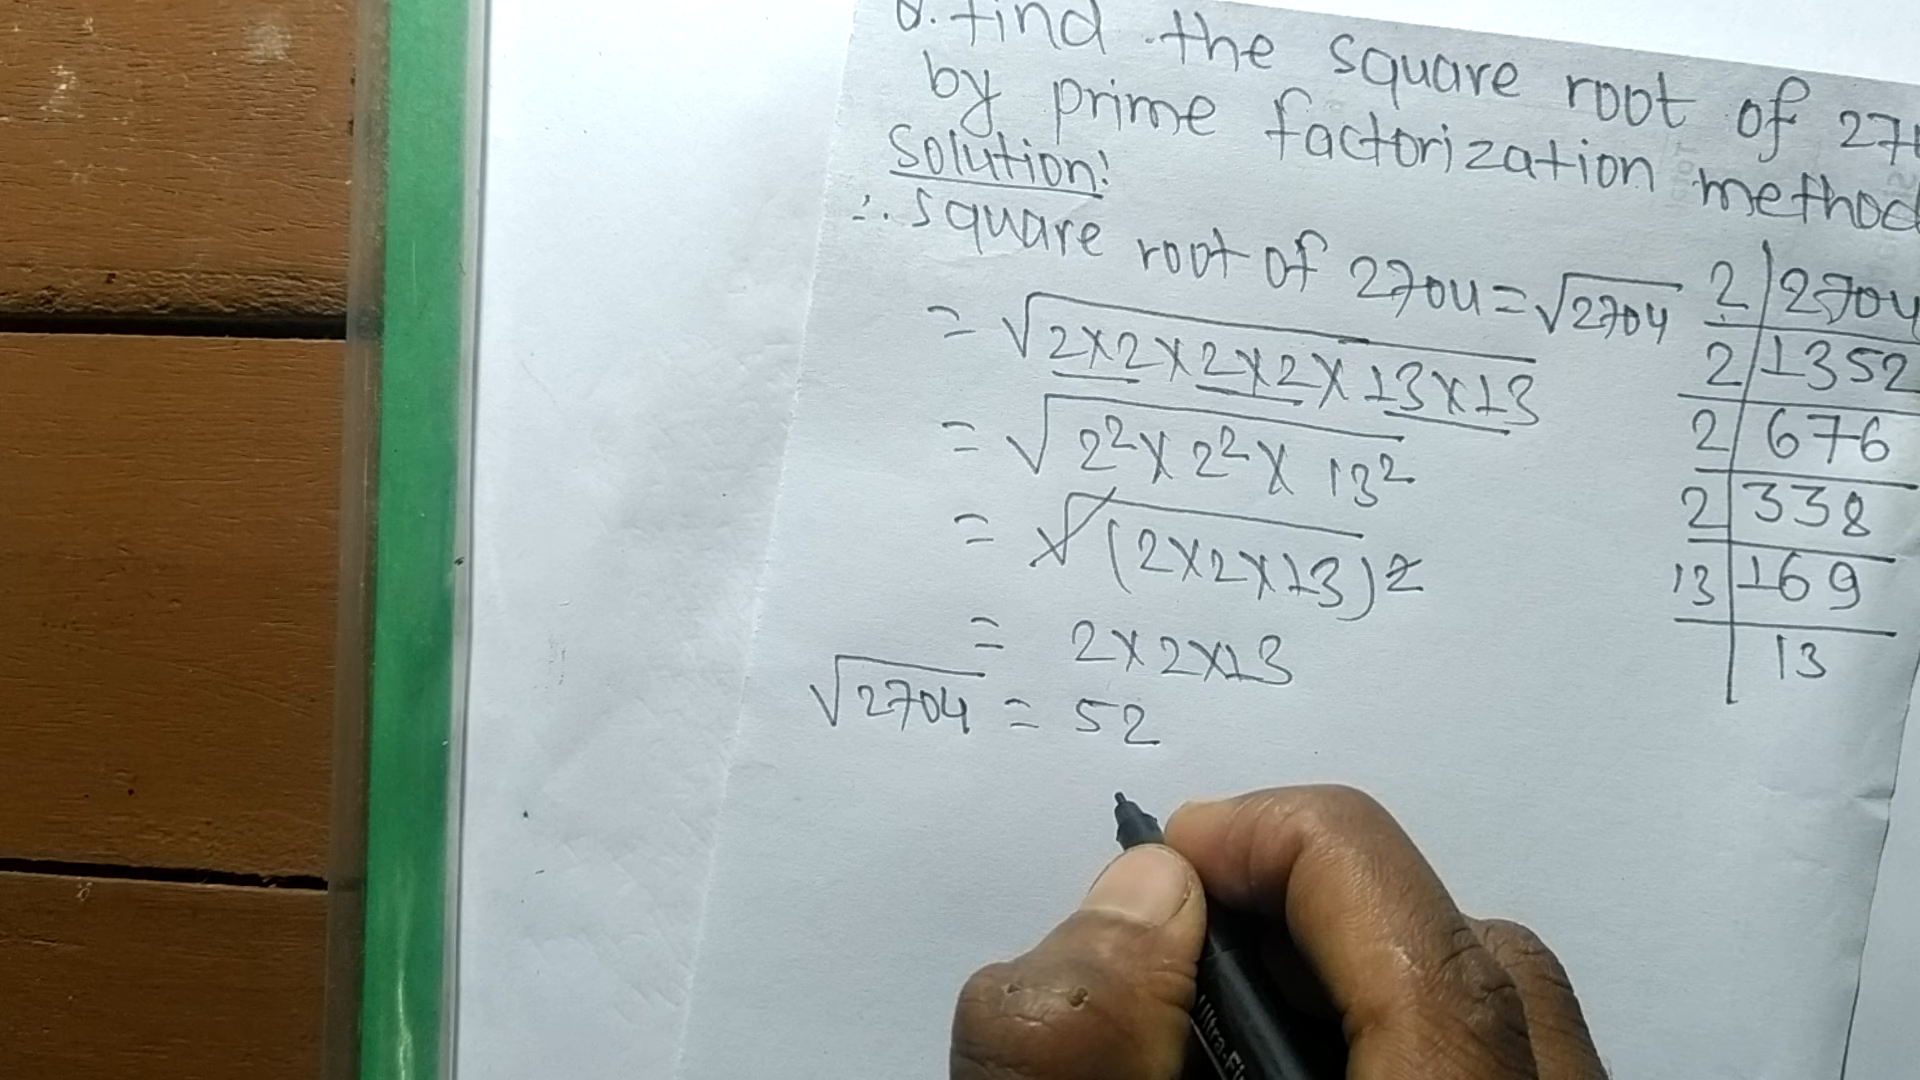 Q. Find the square root of 27
by prime factorization method
Solution:
∴ Square root of 2704 = √2704
= √2×2×2×2×13×13
= √2²×2²×13²
= √(2×2×13)²
= 2×2×13
√2704 = 52
2|2704
2|1352
2|676
2|338
13|169
|13
Ultra-Fi